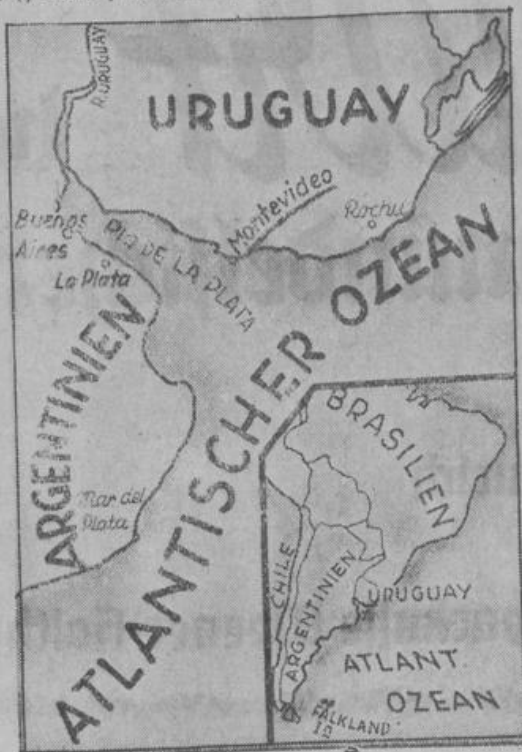 R. URUGUAY
URUGUAY
Buenos
Aires
RIO DE LA PLATA
Montevideo
Rochu
La Plata
ARGENTINIEN
Mar del
Plata
ATLANTISCHER OZEAN
BRASILIEN
CHILE
ARGENTINIEN
URUGUAY
ATLANT.
OZEAN
FALKLAND